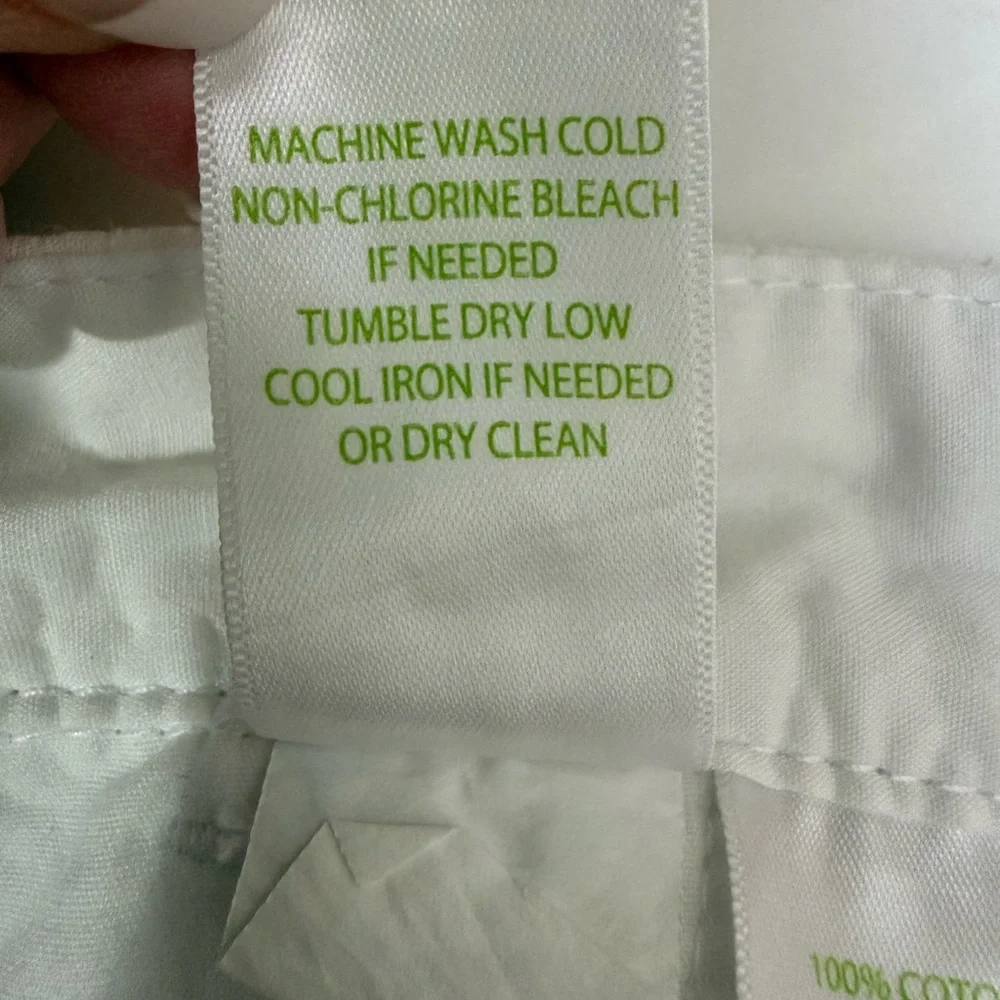 MACHINE WASH COLD
NON-CHLORINE BLEACH
IF NEEDED
TUMBLE DRY LOW
COOL IRON IF NEEDED
OR DRY CLEAN
100%